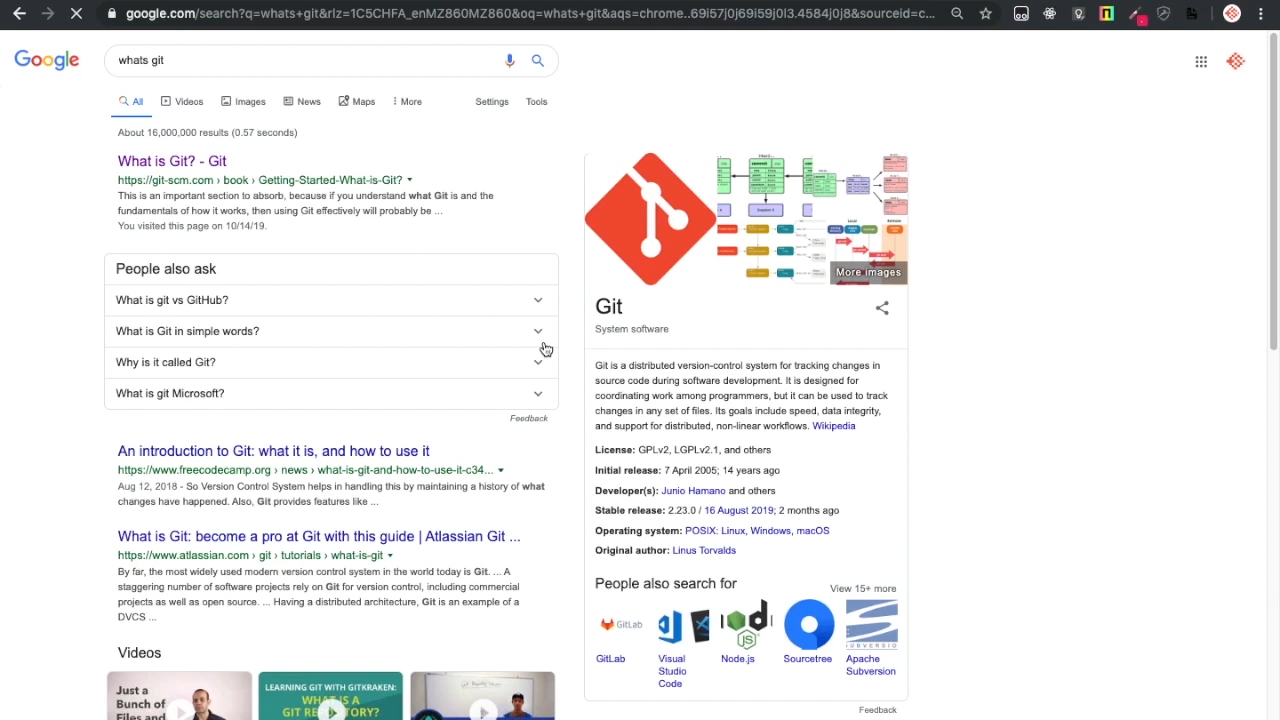 google.com/search?q=whats+git&rlz=1C5CHFA_enMZ860MZ860&oq=whats+git&aqs=chrome..69i57j0j69i59j0l3.4584j0j8&sourceid=c...
Google
whats git
All
Videos
Images
News
Maps
More
Settings
Tools
About 16,000,000 results (0.57 seconds)
What is Git? - Git
https://git-scm.com › book › Getting-Started-What-is-Git?
This is an important section to absorb, because if you understand what Git is and the
fundamentals of how it works, then using Git effectively will probably be ...
You visited this page on 10/14/19.
People also ask
What is git vs GitHub?
What is Git in simple words?
Why is it called Git?
What is git Microsoft?
Feedback
An introduction to Git: what it is, and how to use it
https://www.freecodecamp.org › news › what-is-git-and-how-to-use-it-c34...
Aug 12, 2018 - So Version Control System helps in handling this by maintaining a history of what
changes have happened. Also, Git provides features like ...
What is Git: become a pro at Git with this guide | Atlassian Git ...
https://www.atlassian.com › git › tutorials › what-is-git
By far, the most widely used modern version control system in the world today is Git. ... A
staggering number of software projects rely on Git for version control, including commercial
projects as well as open source. ... Having a distributed architecture, Git is an example of a
DVCS ...
Videos
Just a
Bunch of
Files and
LEARNING GIT WITH GITKRAKEN:
WHAT IS A
GIT REPOSITORY?
More images
Git
System software
Git is a distributed version-control system for tracking changes in
source code during software development. It is designed for
coordinating work among programmers, but it can be used to track
changes in any set of files. Its goals include speed, data integrity,
and support for distributed, non-linear workflows. Wikipedia
License: GPLv2, LGPLv2.1, and others
Initial release: 7 April 2005; 14 years ago
Developer(s): Junio Hamano and others
Stable release: 2.23.0 / 16 August 2019; 2 months ago
Operating system: POSIX: Linux, Windows, macOS
Original author: Linus Torvalds
People also search for
View 15+ more
GitLab
node
JS
SUBVERSIO
GitLab
Visual
Studio
Code
Node.js
Sourcetree
Apache
Subversion
Feedback